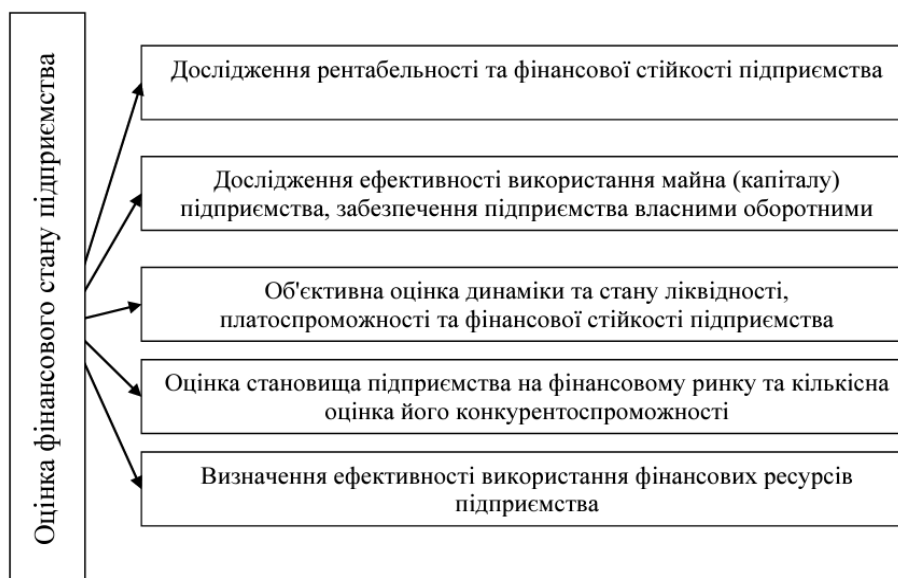 Оцінка фінансового стану підприємства
Дослідження рентабельності та фінансової стійкості підприємства
Дослідження ефективності використання майна (капіталу)
підприємства, забезпечення підприємства власними оборотними
Об'єктивна оцінка динаміки та стану ліквідності,
платоспроможності та фінансової стійкості підприємства
Оцінка становища підприємства на фінансовому ринку та кількісна
оцінка його конкурентоспроможності
Визначення ефективності використання фінансових ресурсів
підприємства